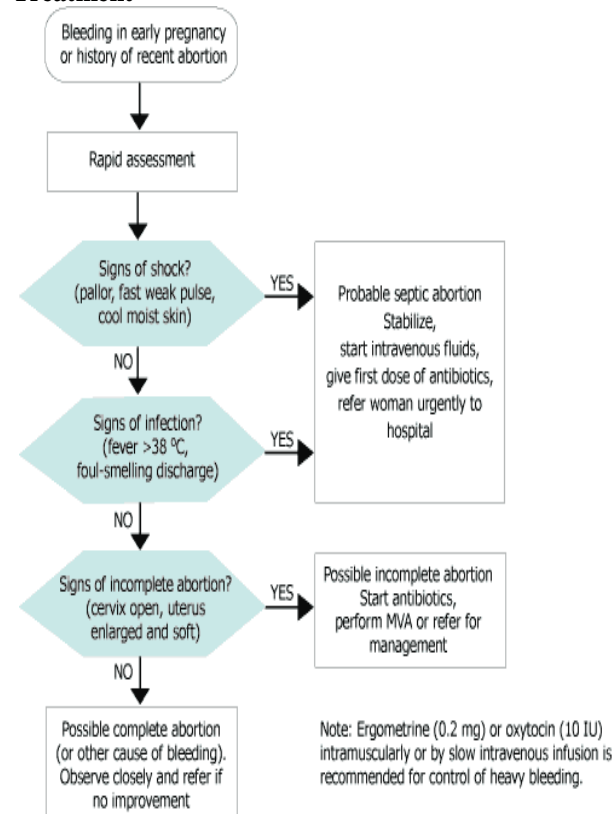 Treatment
Bleeding in early pregnancy
or history of recent abortion
Rapid assessment
Signs of shock?
(pallor, fast weak pulse,
cool moist skin)
YES
Probable septic abortion
Stabilize,
start intravenous fluids,
give first dose of antibiotics,
refer woman urgently to
hospital
NO
Signs of infection?
(fever >38 °C,
foul-smelling discharge)
YES
NO
Signs of incomplete abortion?
(cervix open, uterus
enlarged and soft)
YES
Possible incomplete abortion
Start antibiotics,
perform MVA or refer for
management
NO
Possible complete abortion
(or other cause of bleeding).
Observe closely and refer if
no improvement
Note: Ergometrine (0.2 mg) or oxytocin (10 IU)
intramuscularly or by slow intravenous infusion is
recommended for control of heavy bleeding.